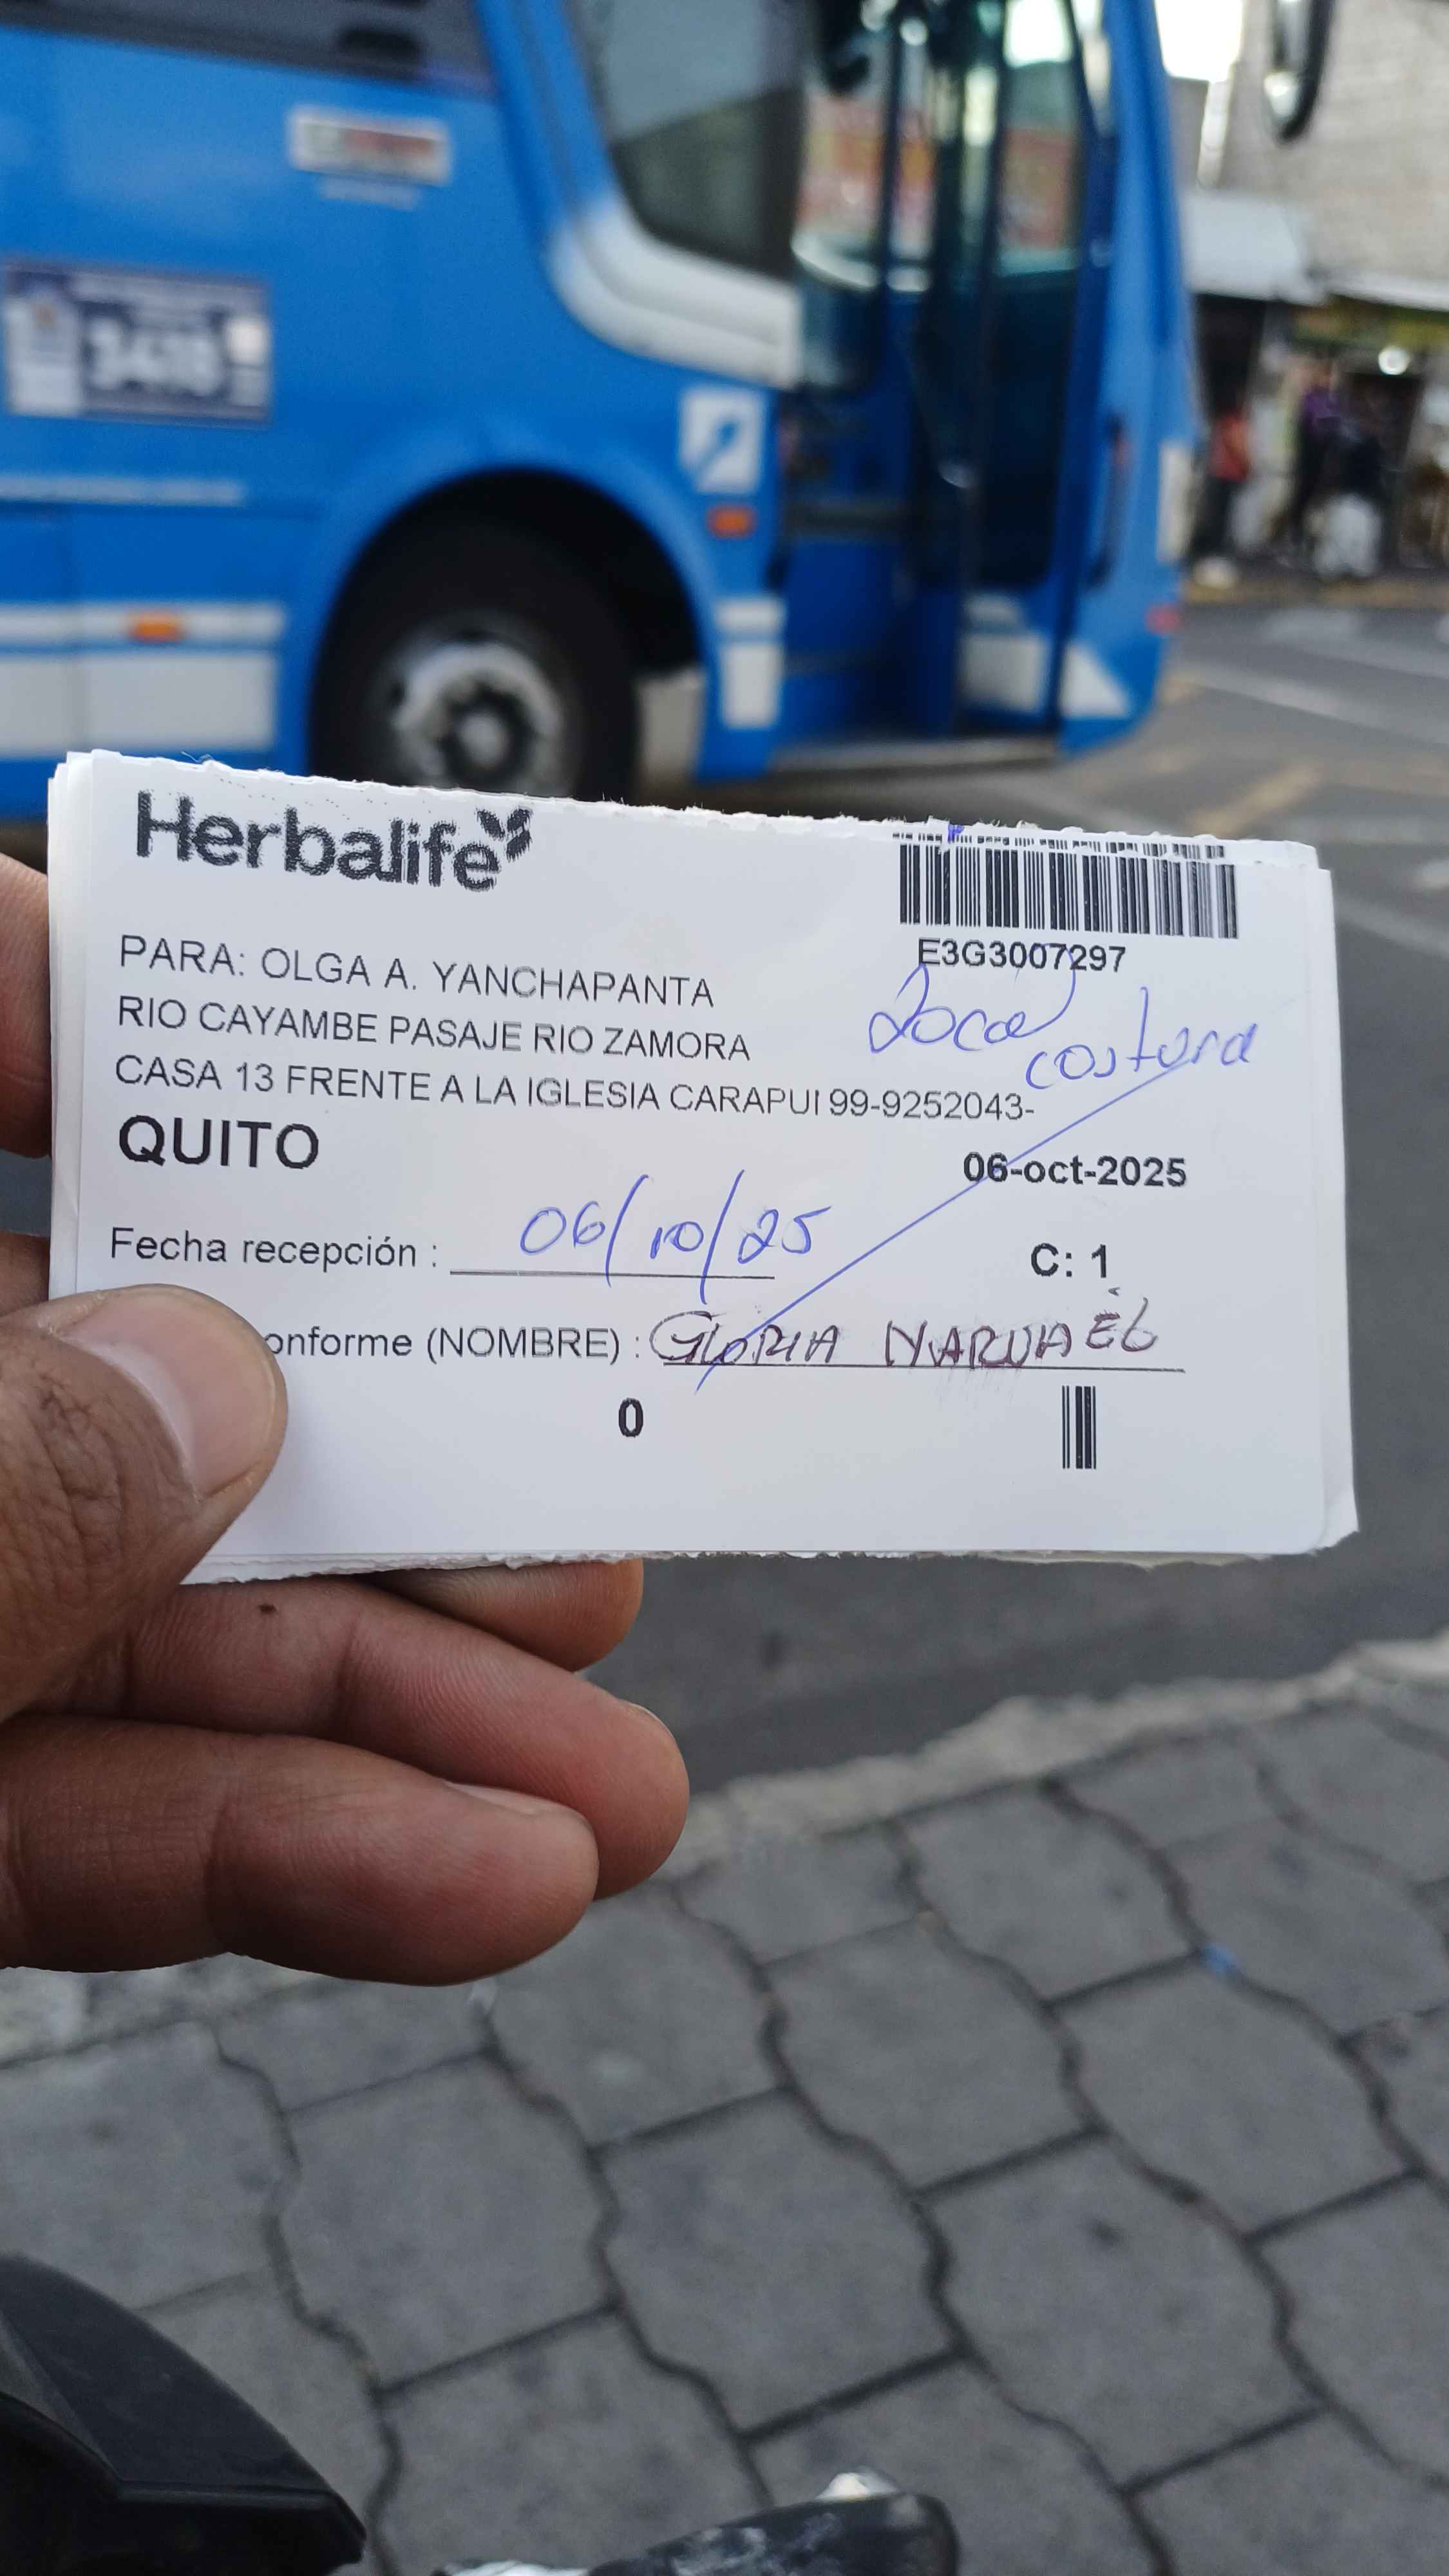 Herbalife
E3G3007297
PARA: OLGA A. YANCHAPANTA
Local
RIO CAYAMBE PASAJE RIO ZAMORA
costura
CASA 13 FRENTE A LA IGLESIA CARAPUI 99-9252043-
QUITO
06-oct-2025
Fecha recepción : 06/10/25
C: 1
onforme (NOMBRE) : GLORIA NARVAEZ
0